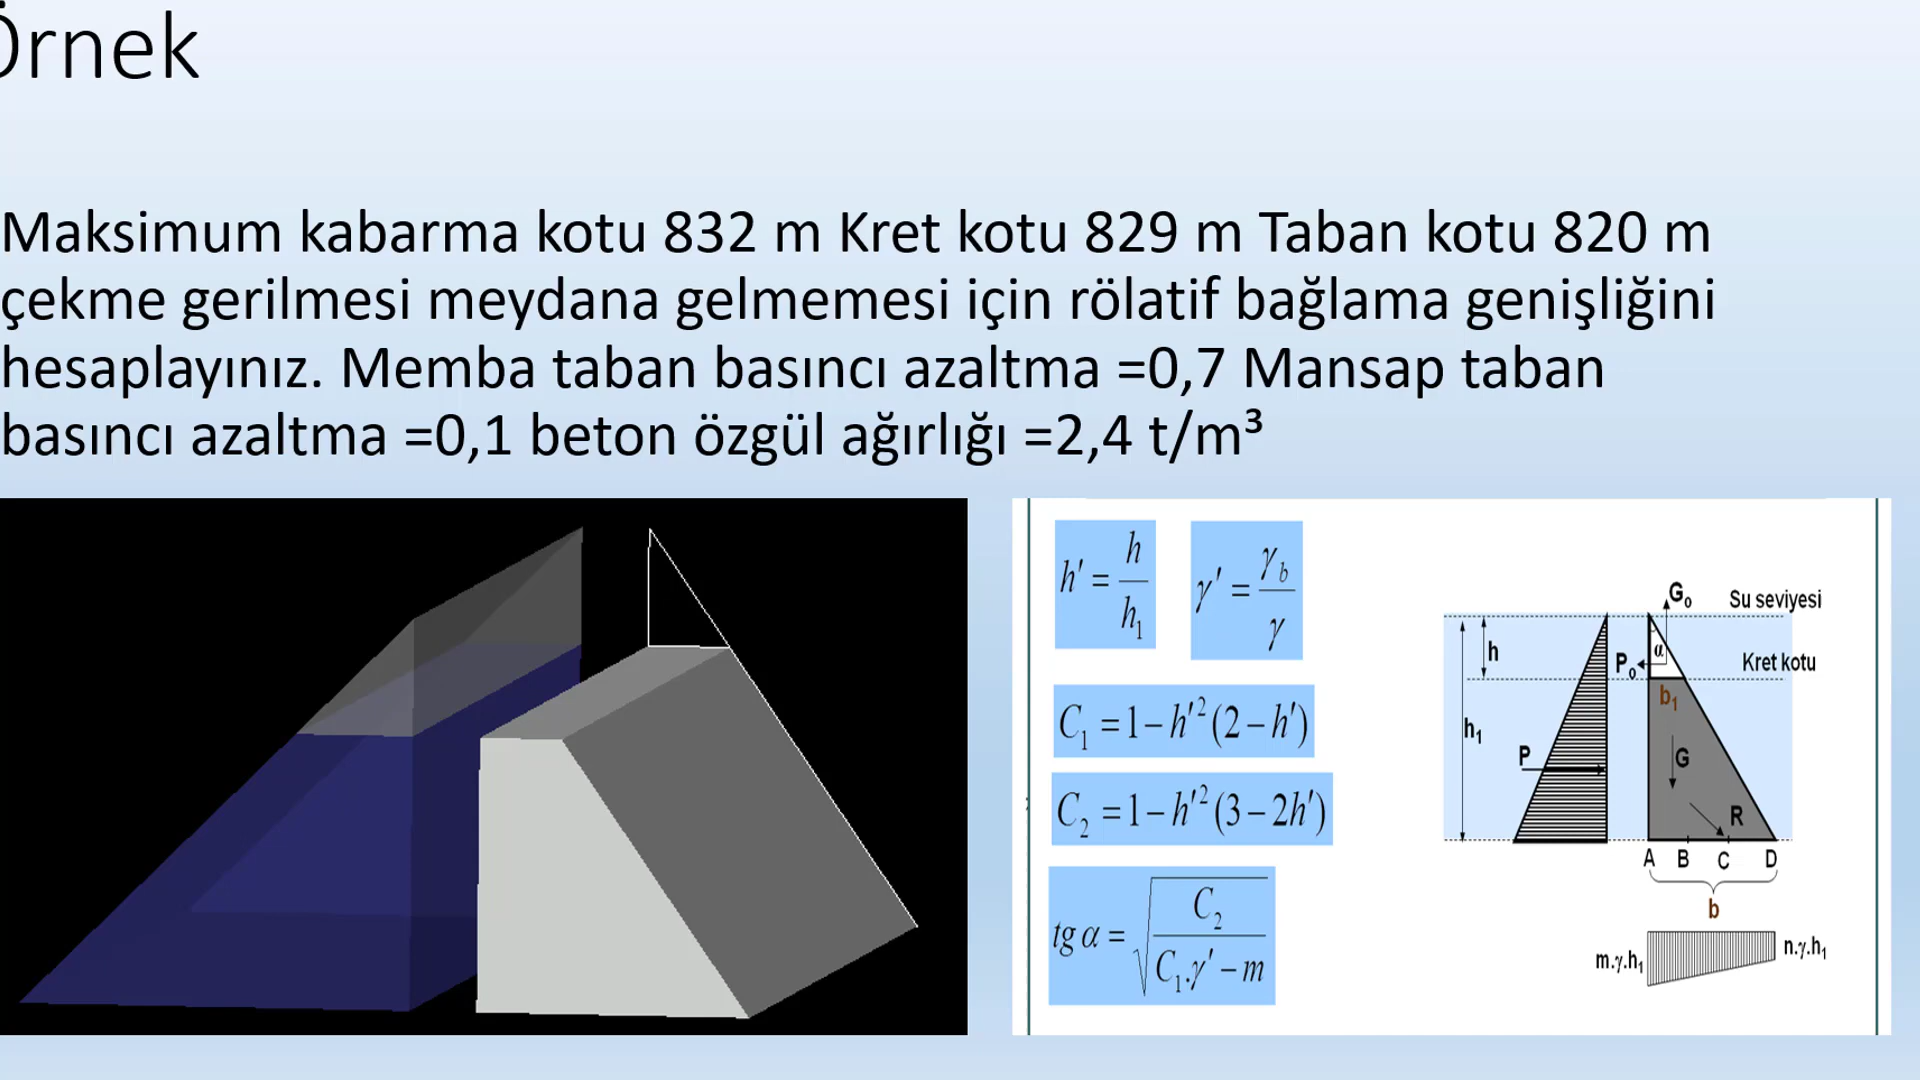 Örnek
Maksimum kabarma kotu 832 m Kret kotu 829 m Taban kotu 820 m
çekme gerilmesi meydana gelmemesi için rölatif bağlama genişliğini
hesaplayınız. Memba taban basıncı azaltma =0,7 Mansap taban
basıncı azaltma =0,1 beton özgül ağırlığı =2,4 t/m³
h' = h / h₁
γ' = γ_b / γ
C₁ = 1 − h'² (2 − h')
C₂ = 1 − h'² (3 − 2h')
tg α = √(C₂ / (C₁.γ' − m))
G₀
Su seviyesi
h
P₀
α
Kret kotu
b₁
h₁
P
G
R
A B C D
b
m.γ.h₁
n.γ.h₁